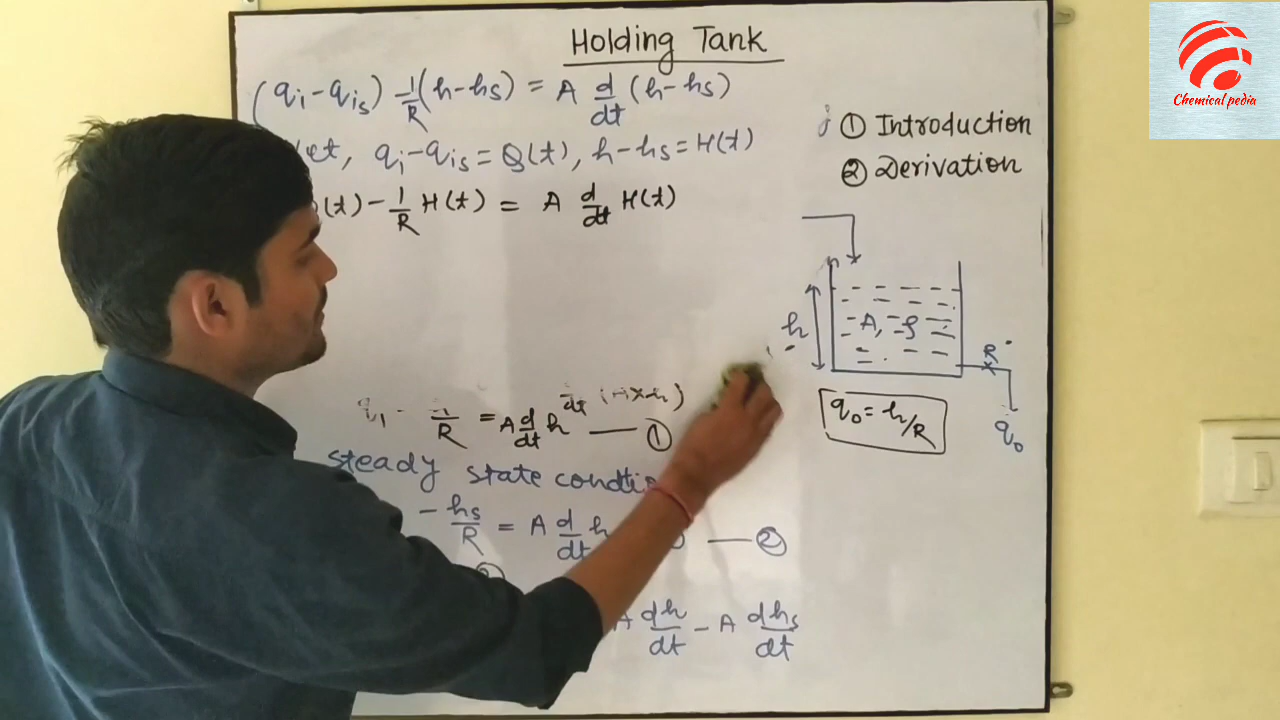 Holding Tank
(qi - qis) 1/R (h - hs) = A d/dt (h - hs)
Let, qi - qis = Q(t), h - hs = H(t)
(t) - 1/R H(t) = A d/dt H(t)
/R = A d/dt h — ①
steady state conditio
- hs/R = A d/dt h — ②
A dh/dt - A dhs/dt
① Introduction
② Derivation
h
A, ρ
R
q₀ = h/R
q₀
Chemical pedia